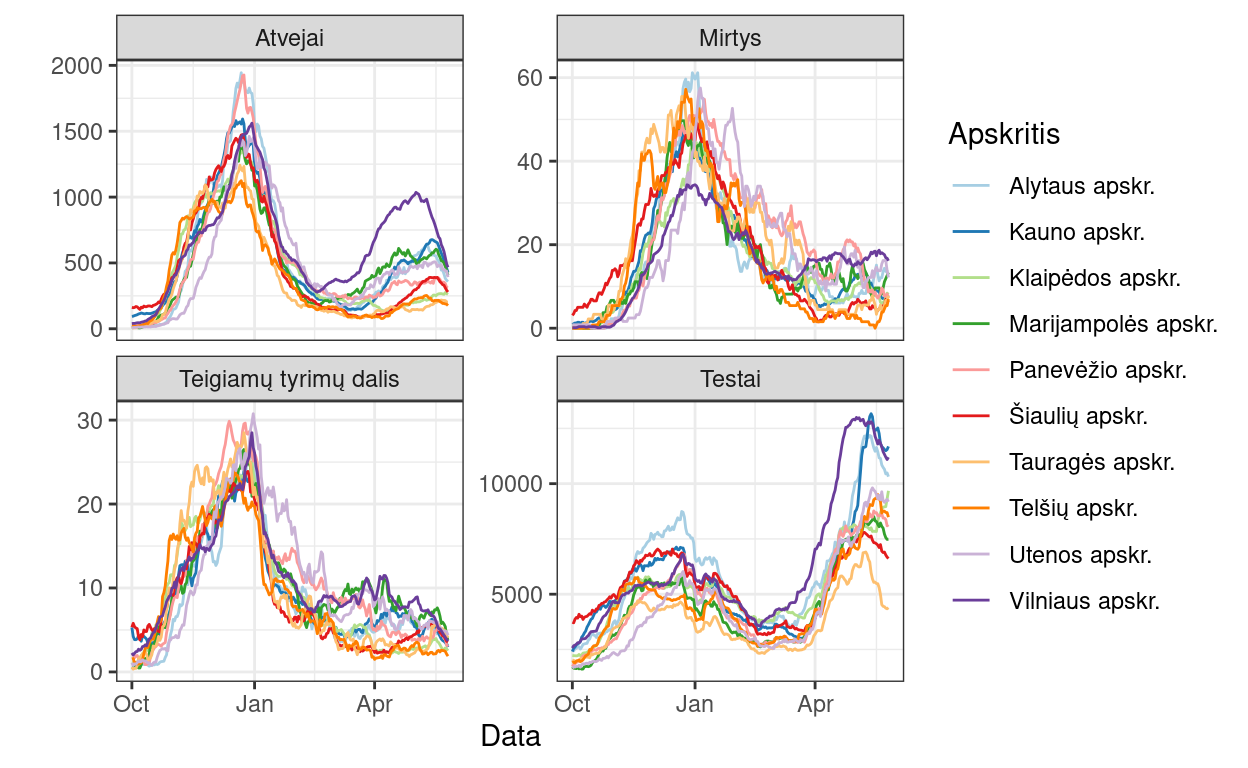 Atvejai
Mirtys
2000
1500
1000
500
0
60
40
20
0
Teigiamų tyrimų dalis
Testai
30
20
10
0
10000
5000
Oct
Jan
Apr
Oct
Jan
Apr
Data
Apskritis
Alytaus apskr.
Kauno apskr.
Klaipėdos apskr.
Marijampolės apskr.
Panevėžio apskr.
Šiaulių apskr.
Tauragės apskr.
Telšių apskr.
Utenos apskr.
Vilniaus apskr.